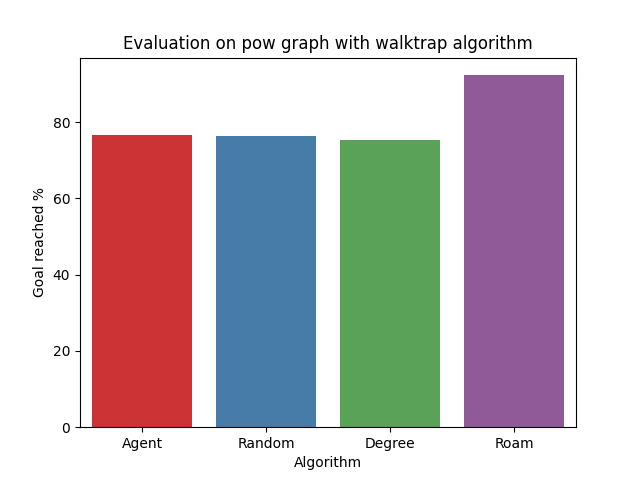 Evaluation on pow graph with walktrap algorithm
Goal reached %
80
60
40
20
0
Agent Random Degree Roam
Algorithm